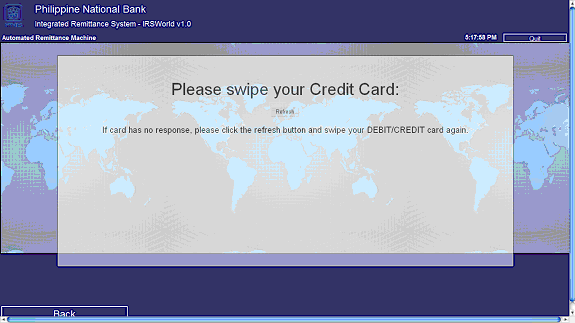 Philippine National Bank
Integrated Remittance System - IRSWorld v1.0
Automated Remittance Machine
5:17:58 PM
Quit
Please swipe your Credit Card:
Refresh
If card has no response, please click the refresh button and swipe your DEBIT/CREDIT card again.
Back